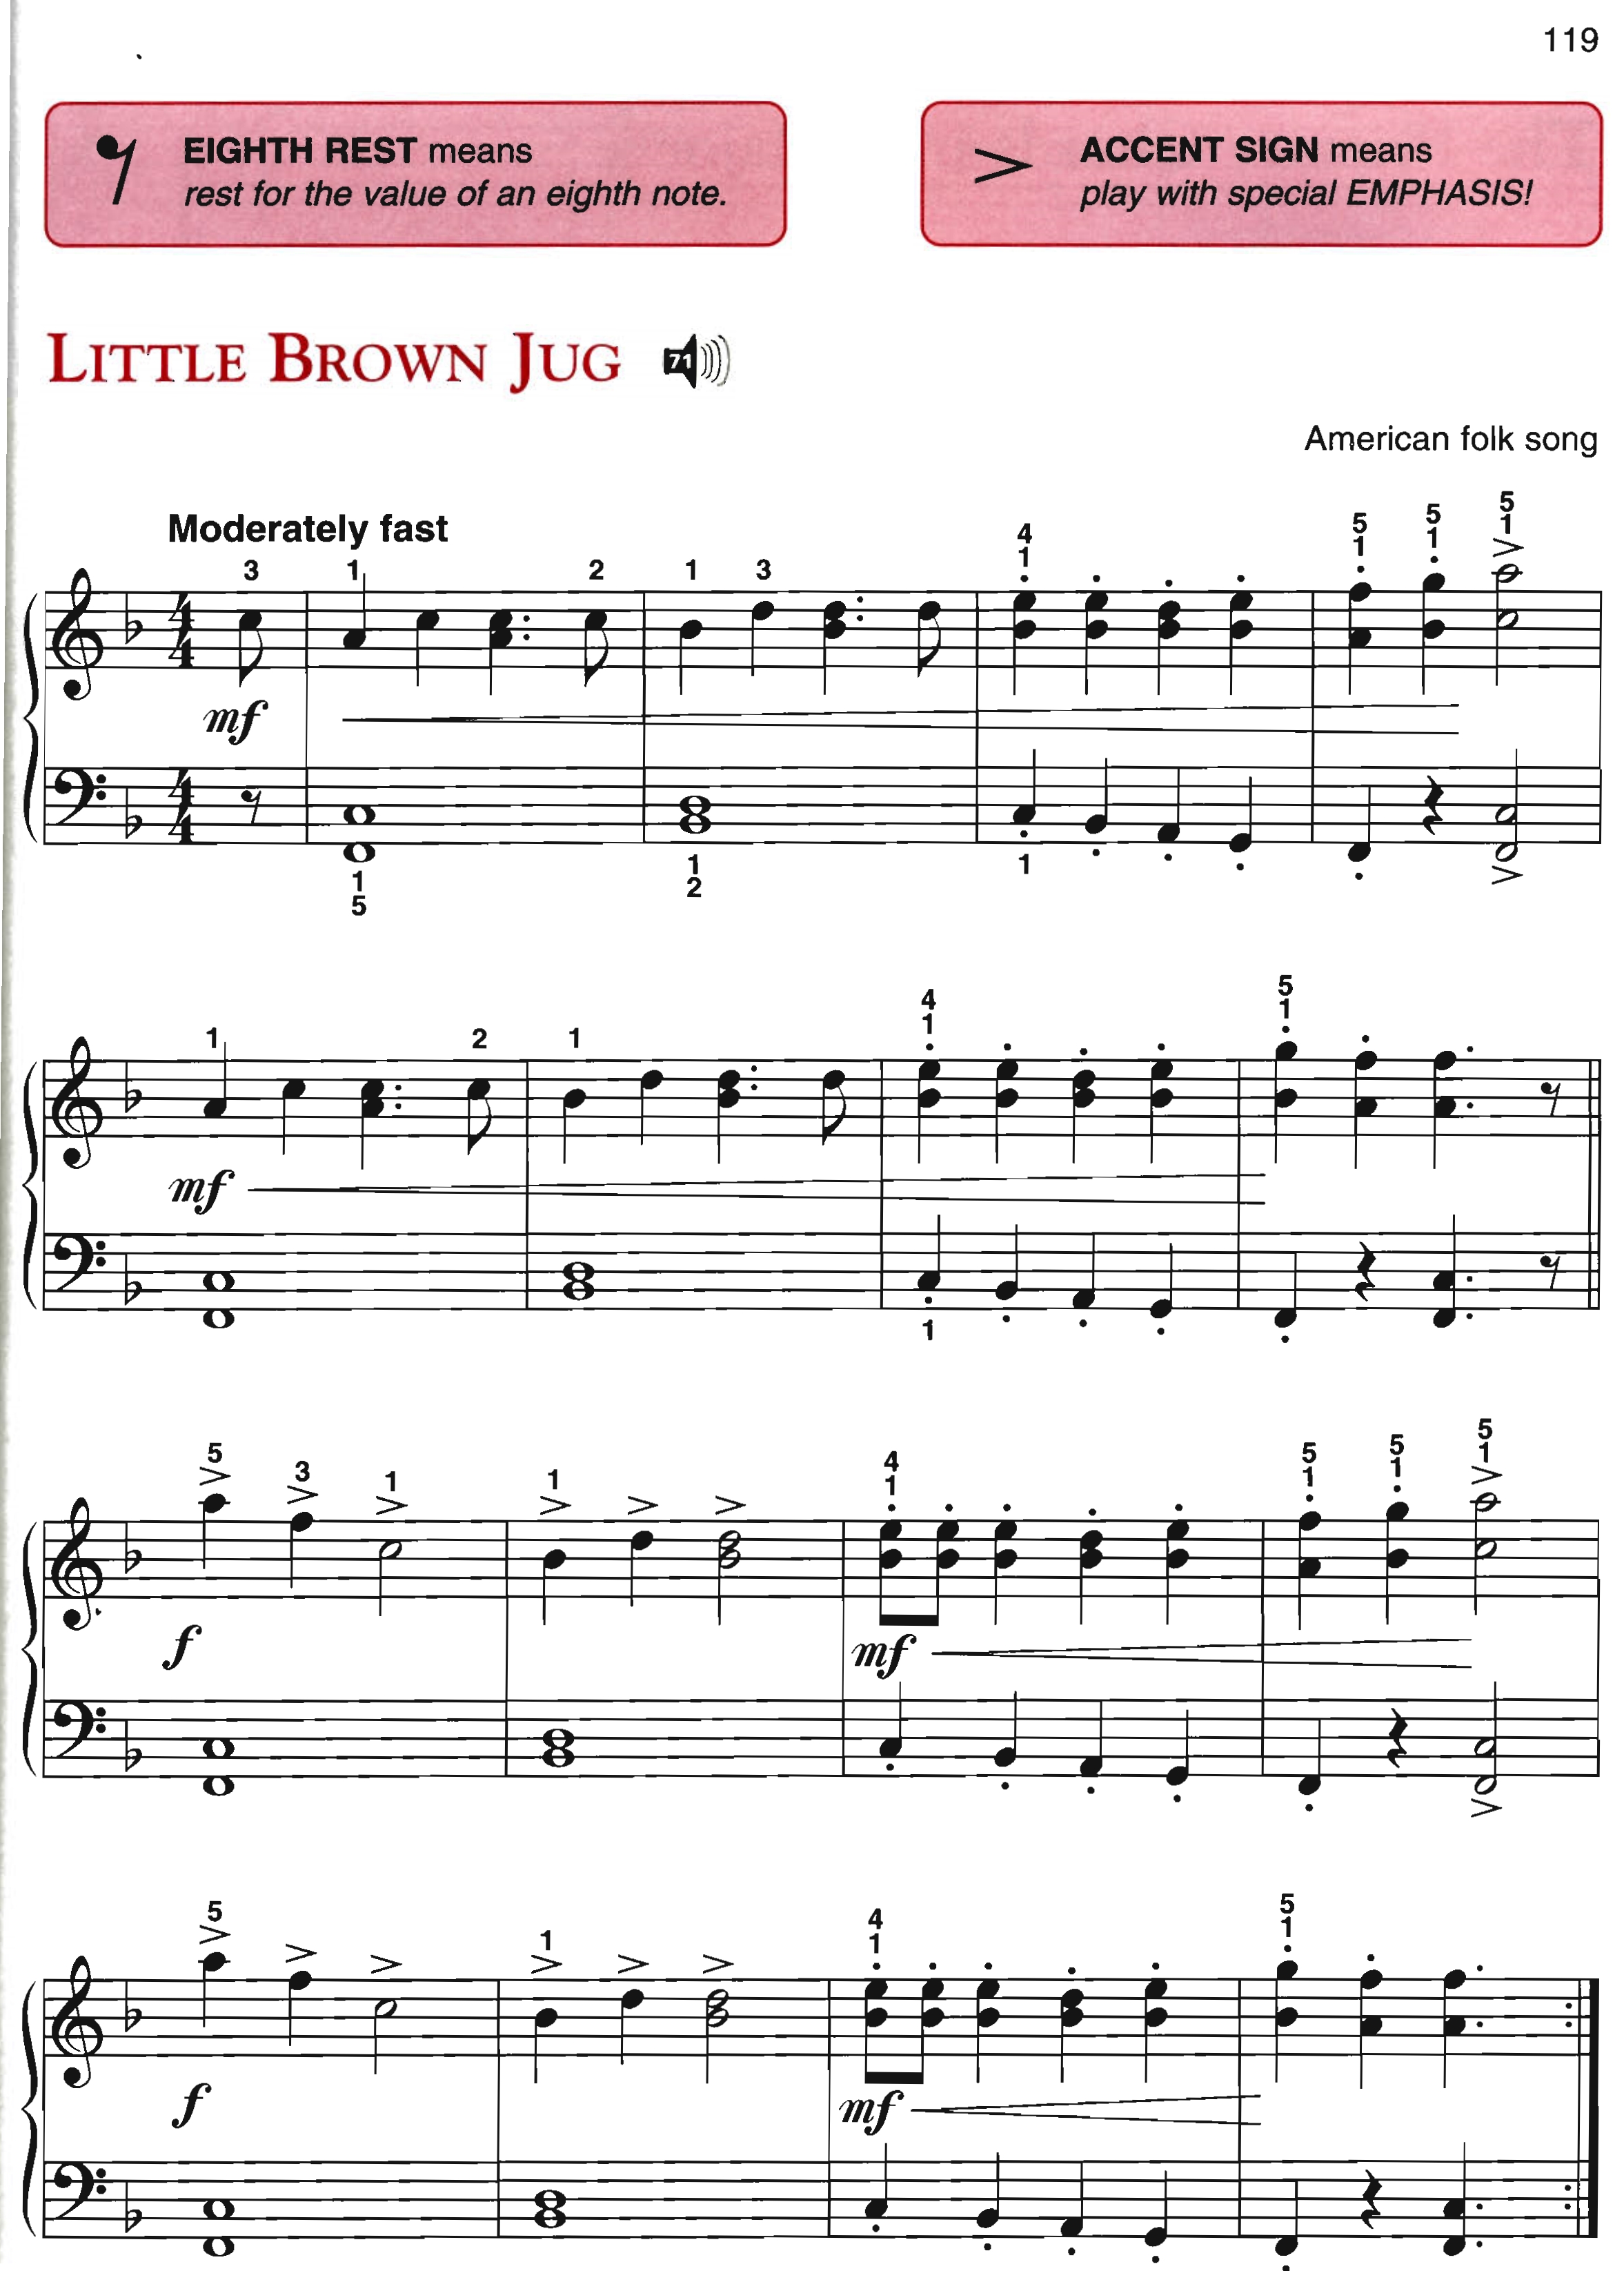 119
EIGHTH REST means
rest for the value of an eighth note.
ACCENT SIGN means
play with special EMPHASIS!
LITTLE BROWN JUG 71
American folk song
Moderately fast
5 5 5
4 1 1 1
3 1 2 1 3 1
4 4
mf
4 4
1 1 1
5 2
4 5
1 2 1 1 1
mf
1
5 3 1 1 4 5 5 5
1 1 1 1
f mf
5 1 4 5
1 1
f mf